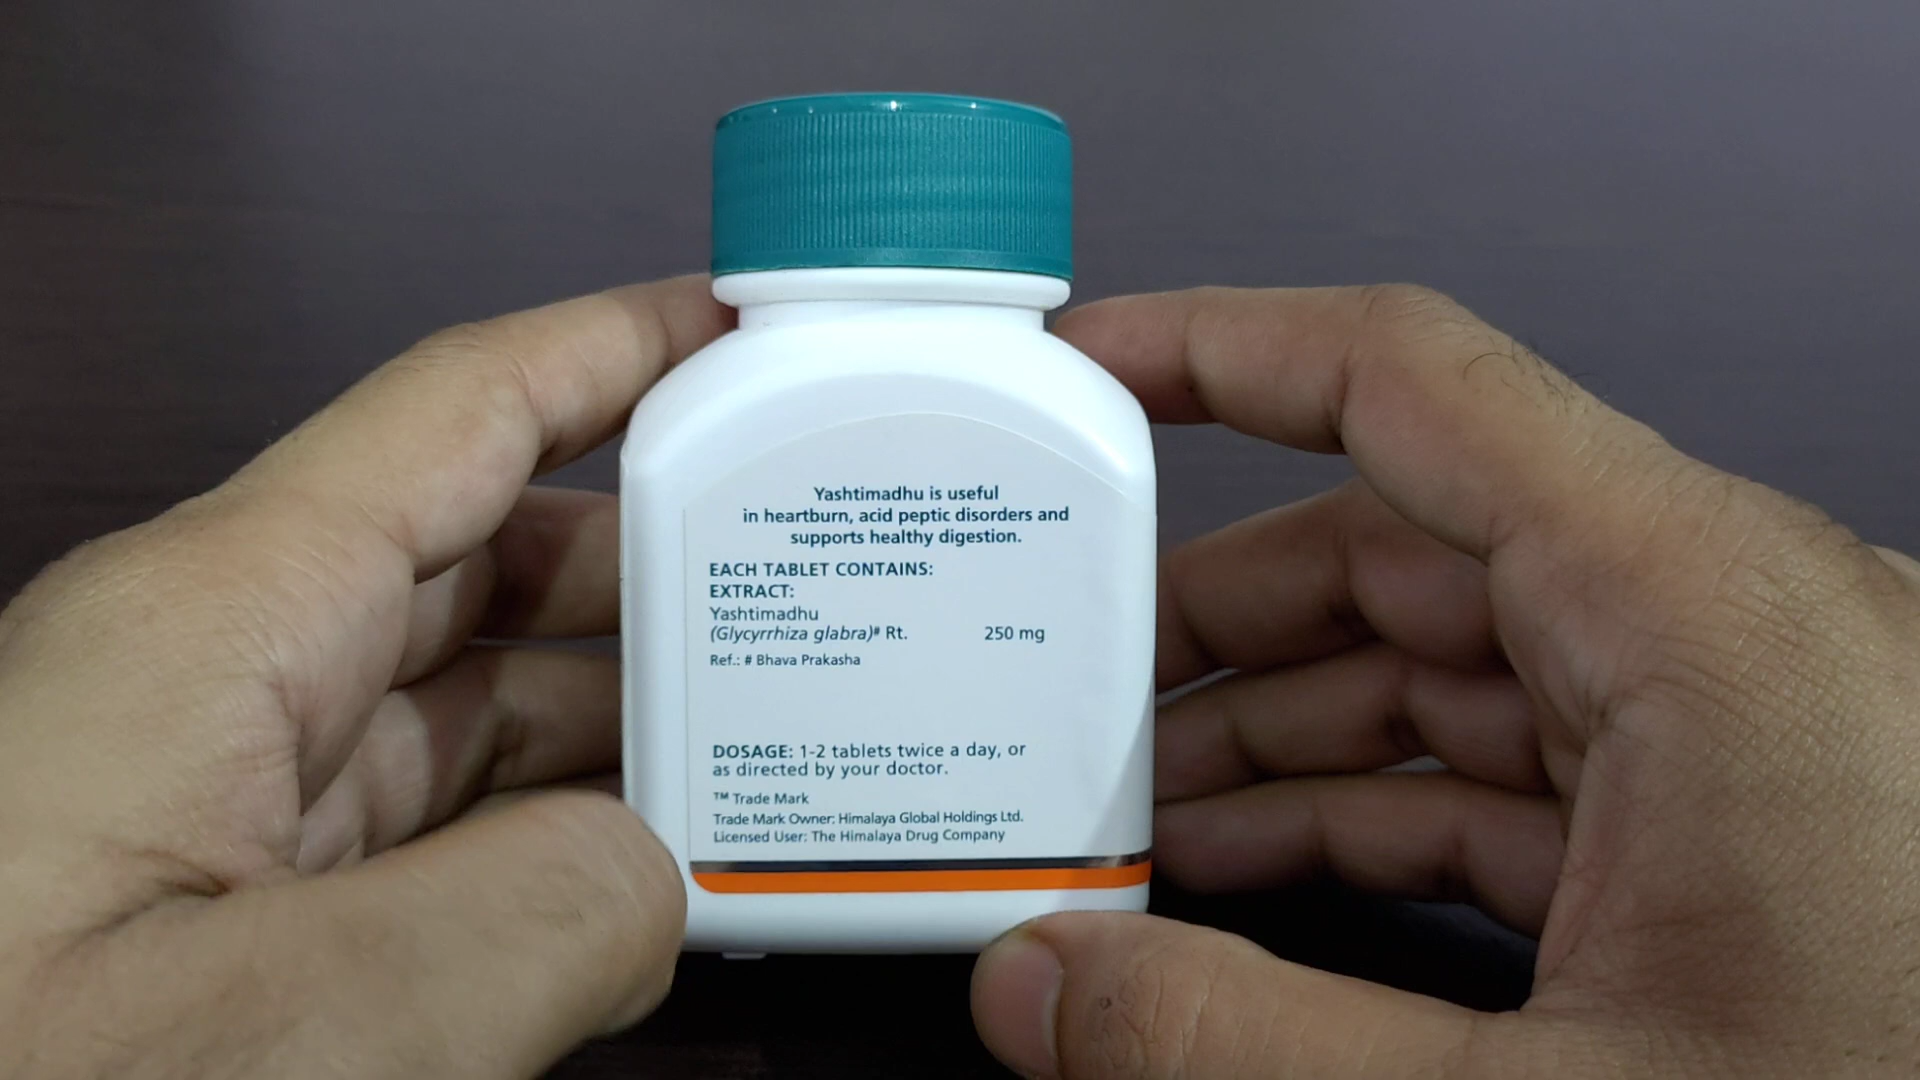 Yashtimadhu is useful
in heartburn, acid peptic disorders and
supports healthy digestion.
EACH TABLET CONTAINS:
EXTRACT:
Yashtimadhu
(Glycyrrhiza glabra)# Rt. 250 mg
Ref.: # Bhava Prakasha
DOSAGE: 1-2 tablets twice a day, or
as directed by your doctor.
™ Trade Mark
Trade Mark Owner: Himalaya Global Holdings Ltd.
Licensed User: The Himalaya Drug Company